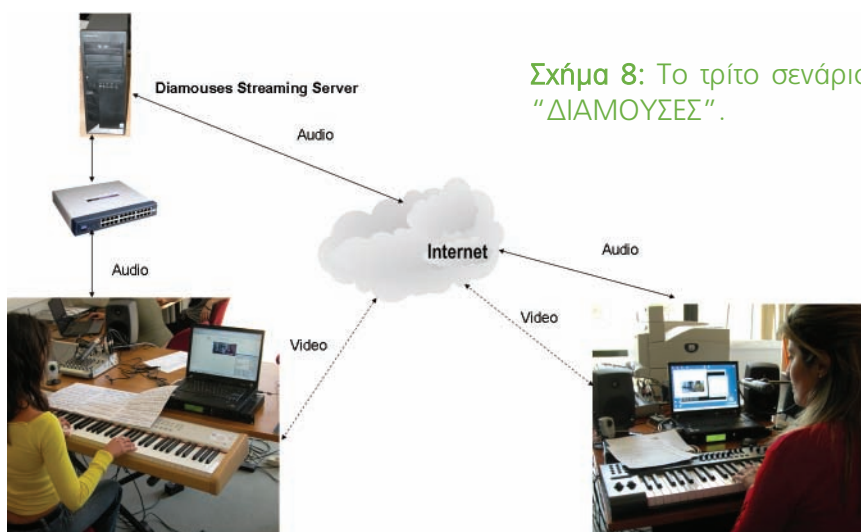 Σχήμα 8: Το τρίτο σενάριο
“ΔΙΑΜΟΥΣΕΣ”.
Diamouses Streaming Server
Audio
Internet
Audio
Audio
Video
Video